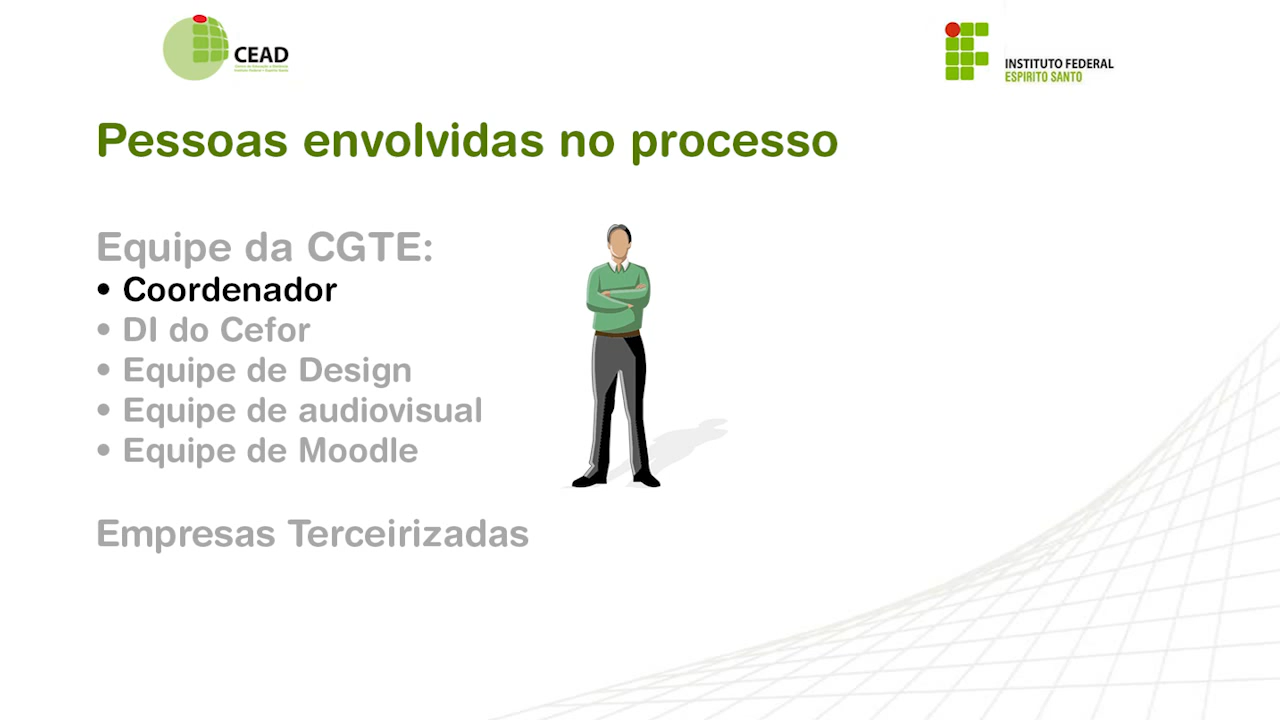 CEAD
INSTITUTO FEDERAL
ESPÍRITO SANTO
Pessoas envolvidas no processo
Equipe da CGTE:
• Coordenador
• DI do Cefor
• Equipe de Design
• Equipe de audiovisual
• Equipe de Moodle
Empresas Terceirizadas